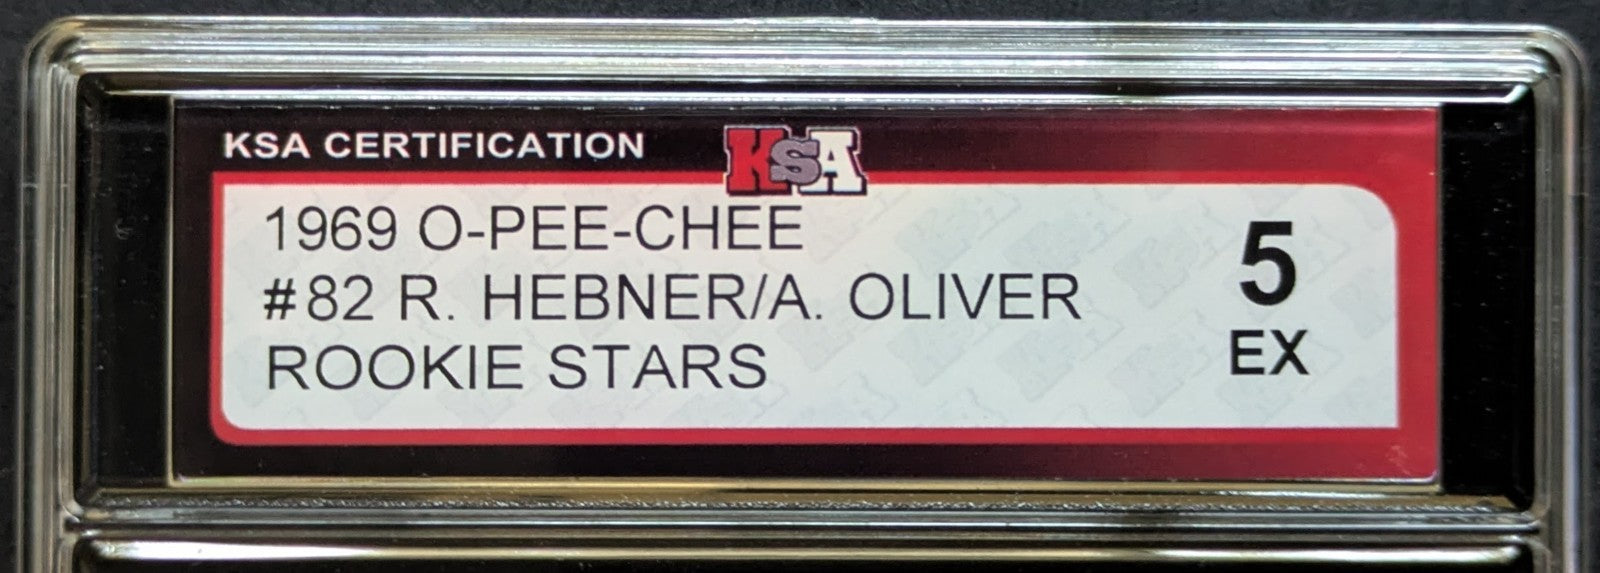 KSA CERTIFICATION
KSA
1969 O-PEE-CHEE
#82 R. HEBNER/A. OLIVER
ROOKIE STARS
5
EX